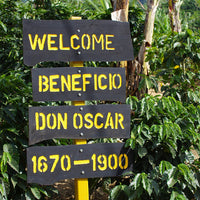 WELCOME
BENEFICIO
DON OSCAR
1670-1900